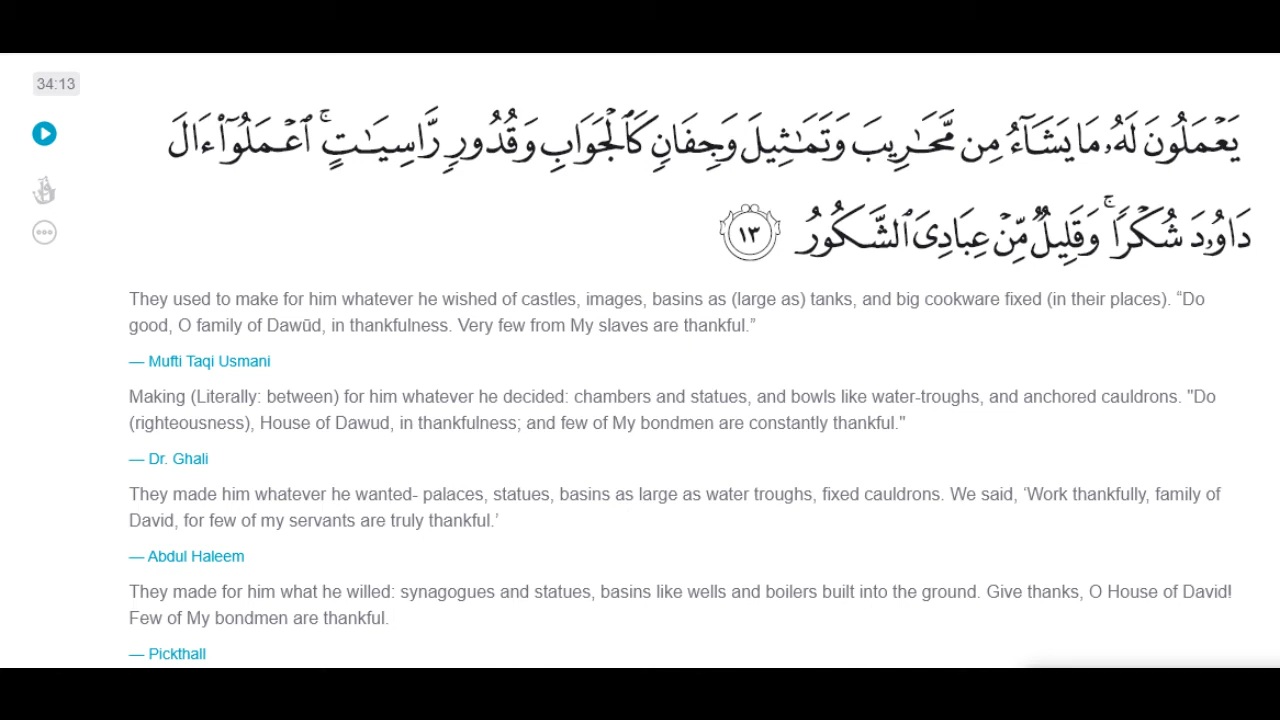 34:13
يَعْمَلُونَ لَهُۥ مَا يَشَآءُ مِن مَّحَـٰرِيبَ وَتَمَـٰثِيلَ وَجِفَانٍ كَٱلْجَوَابِ وَقُدُورٍ رَّاسِيَـٰتٍ ۚ ٱعْمَلُوٓا۟ ءَالَ
دَاوُۥدَ شُكْرًا ۚ وَقَلِيلٌ مِّنْ عِبَادِىَ ٱلشَّكُورُ ١٣
They used to make for him whatever he wished of castles, images, basins as (large as) tanks, and big cookware fixed (in their places). “Do
good, O family of Dawūd, in thankfulness. Very few from My slaves are thankful.”
— Mufti Taqi Usmani
Making (Literally: between) for him whatever he decided: chambers and statues, and bowls like water-troughs, and anchored cauldrons. "Do
(righteousness), House of Dawud, in thankfulness; and few of My bondmen are constantly thankful."
— Dr. Ghali
They made him whatever he wanted- palaces, statues, basins as large as water troughs, fixed cauldrons. We said, ‘Work thankfully, family of
David, for few of my servants are truly thankful.’
— Abdul Haleem
They made for him what he willed: synagogues and statues, basins like wells and boilers built into the ground. Give thanks, O House of David!
Few of My bondmen are thankful.
— Pickthall